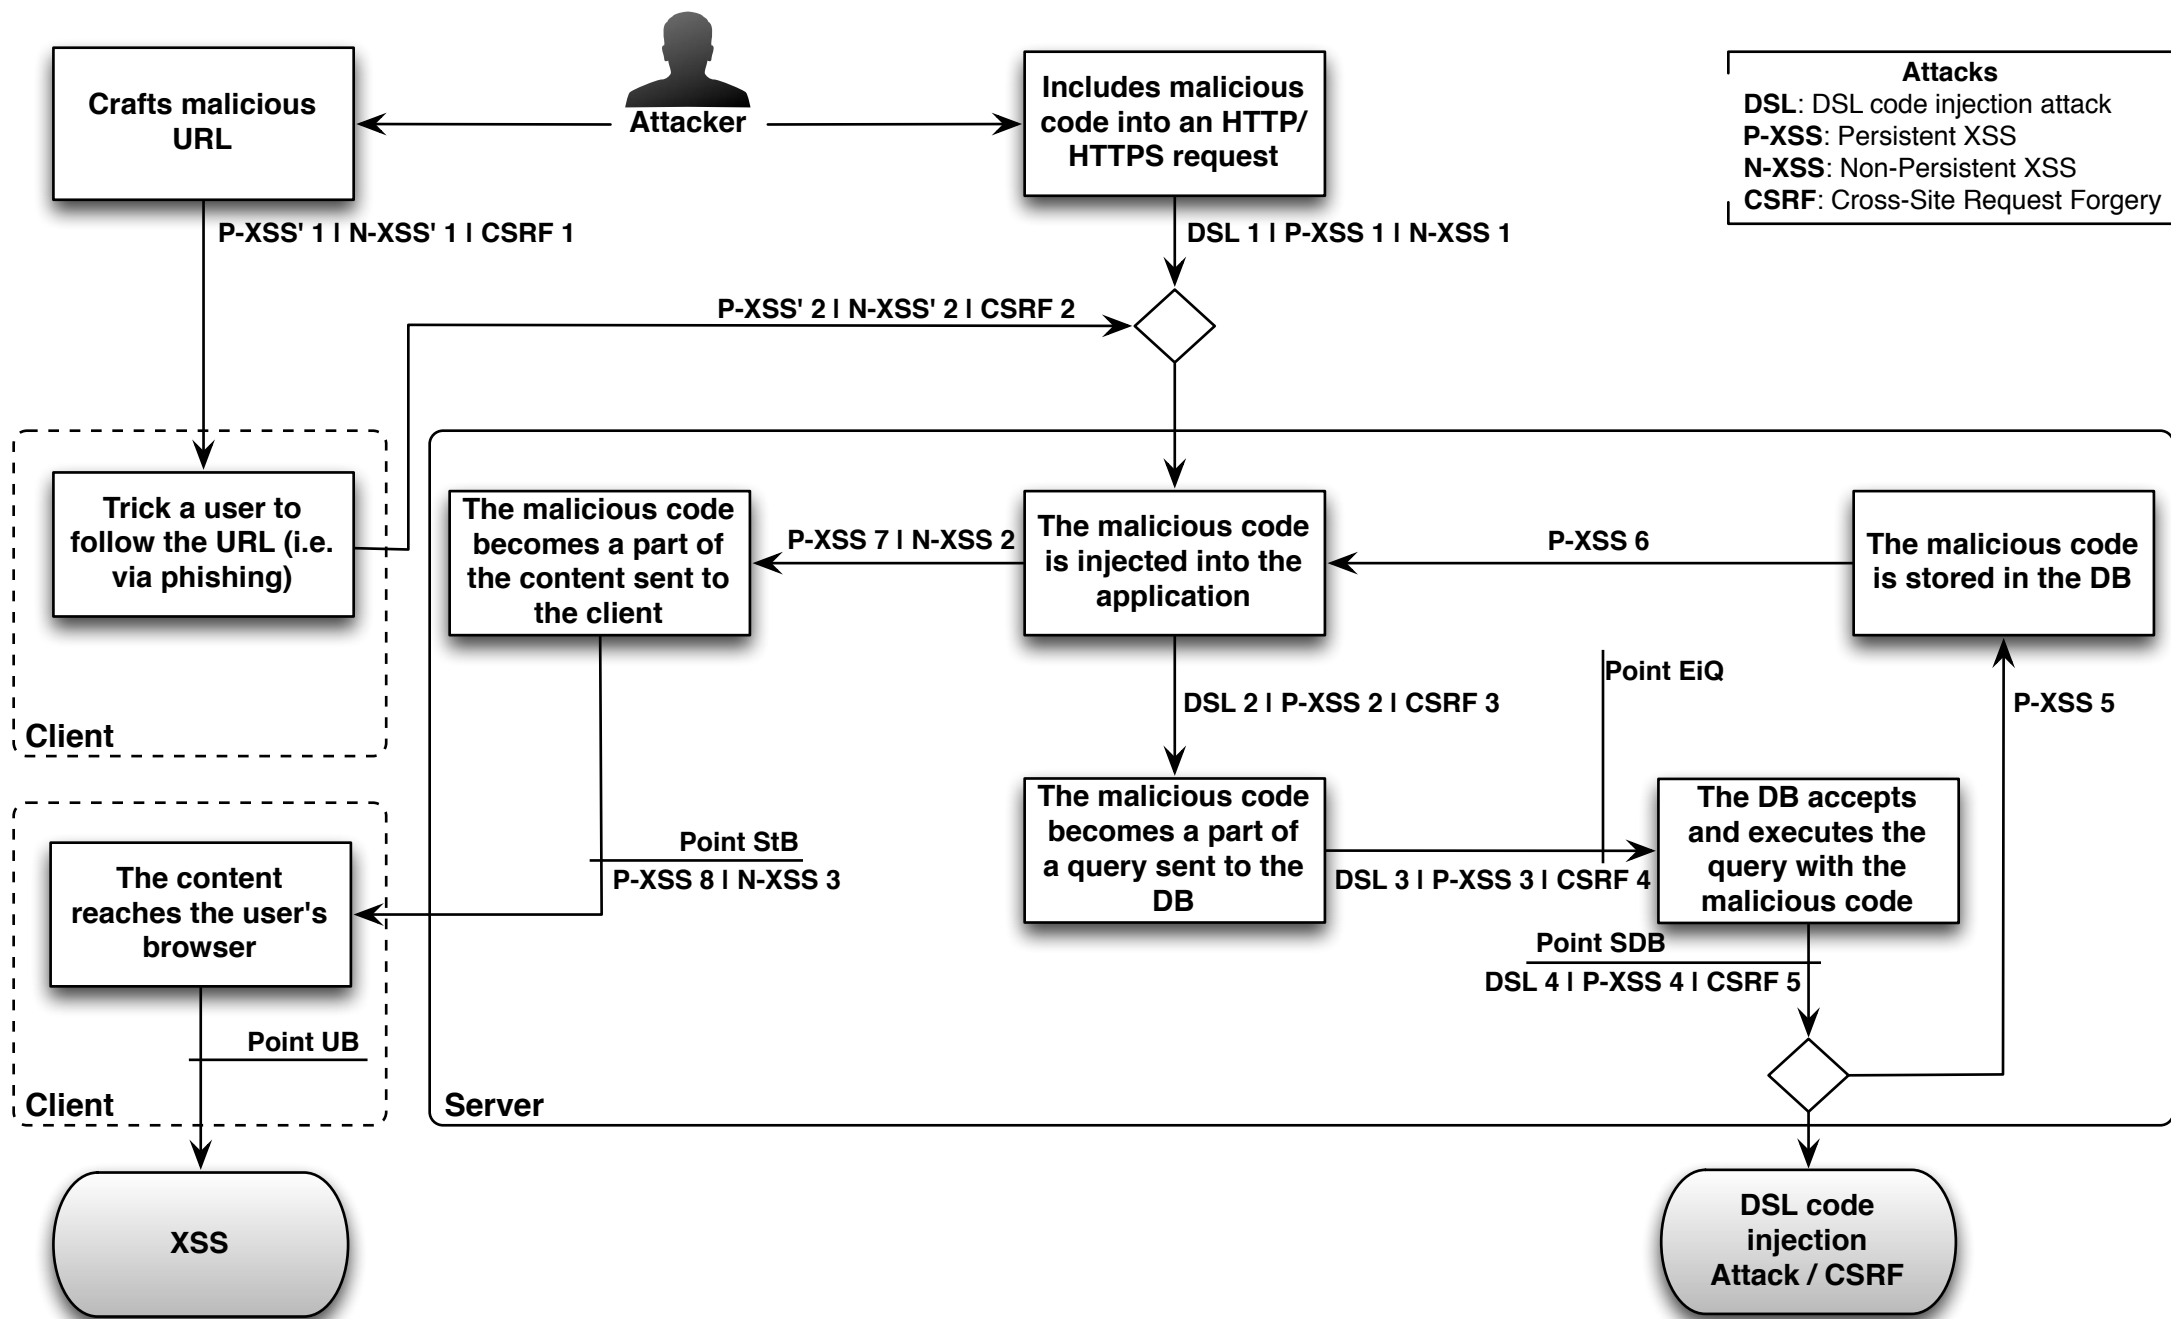 Crafts malicious
URL
Attacker
Includes malicious
code into an HTTP/
HTTPS request
Attacks
DSL: DSL code injection attack
P-XSS: Persistent XSS
N-XSS: Non-Persistent XSS
CSRF: Cross-Site Request Forgery
P-XSS' 1 | N-XSS' 1 | CSRF 1
DSL 1 | P-XSS 1 | N-XSS 1
P-XSS' 2 | N-XSS' 2 | CSRF 2
Trick a user to
follow the URL (i.e.
via phishing)
Client
The malicious code
becomes a part of
the content sent to
the client
P-XSS 7 | N-XSS 2
The malicious code
is injected into the
application
P-XSS 6
The malicious code
is stored in the DB
Point EiQ
DSL 2 | P-XSS 2 | CSRF 3
P-XSS 5
The malicious code
becomes a part of
a query sent to the
DB
DSL 3 | P-XSS 3 | CSRF 4
The DB accepts
and executes the
query with the
malicious code
Point StB
P-XSS 8 | N-XSS 3
The content
reaches the user's
browser
Point SDB
DSL 4 | P-XSS 4 | CSRF 5
Point UB
Client
Server
XSS
DSL code
injection
Attack / CSRF